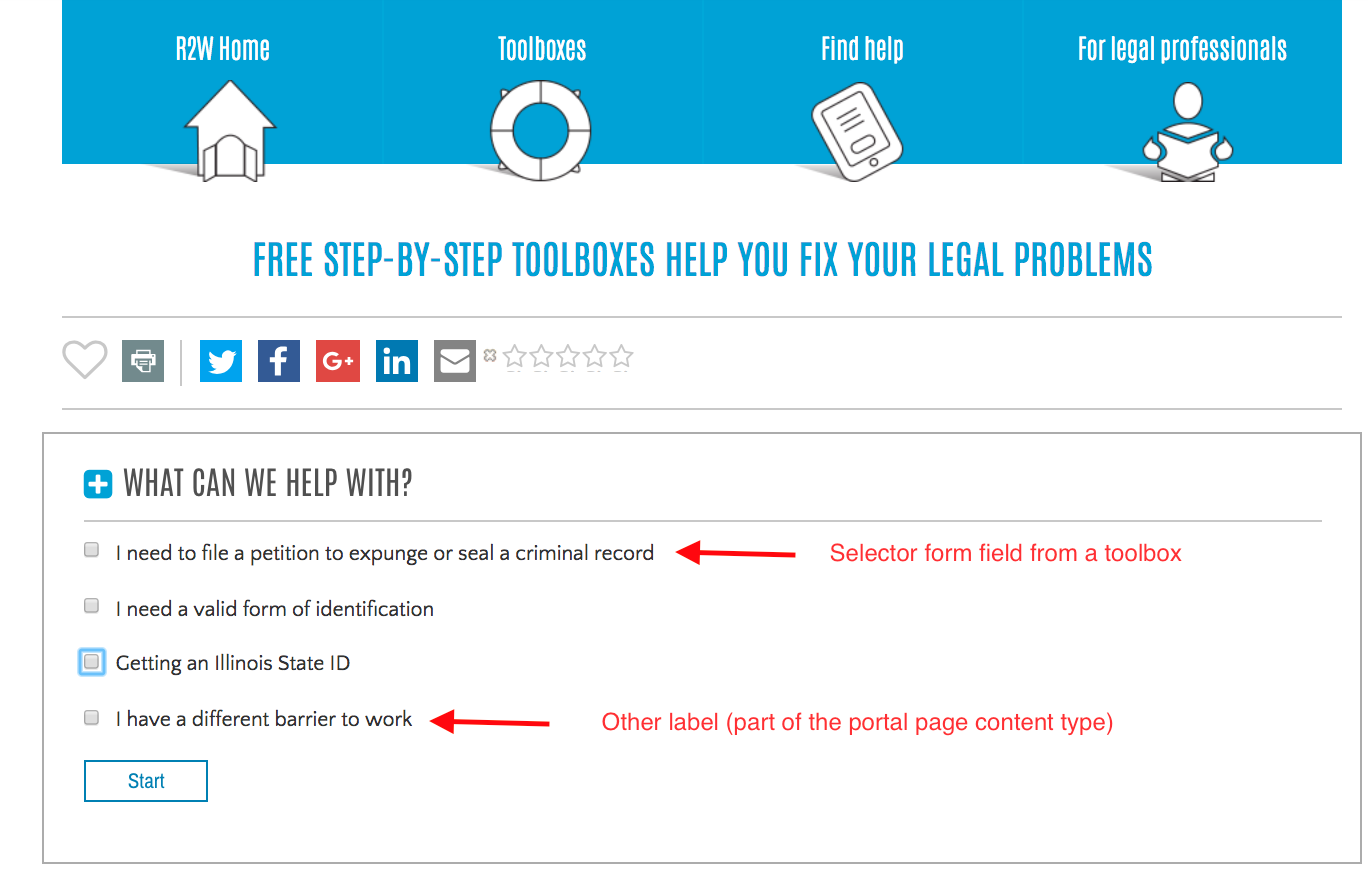 R2W Home
Toolboxes
Find help
For legal professionals
FREE STEP-BY-STEP TOOLBOXES HELP YOU FIX YOUR LEGAL PROBLEMS
G+
in
WHAT CAN WE HELP WITH?
I need to file a petition to expunge or seal a criminal record
Selector form field from a toolbox
I need a valid form of identification
Getting an Illinois State ID
I have a different barrier to work
Other label (part of the portal page content type)
Start